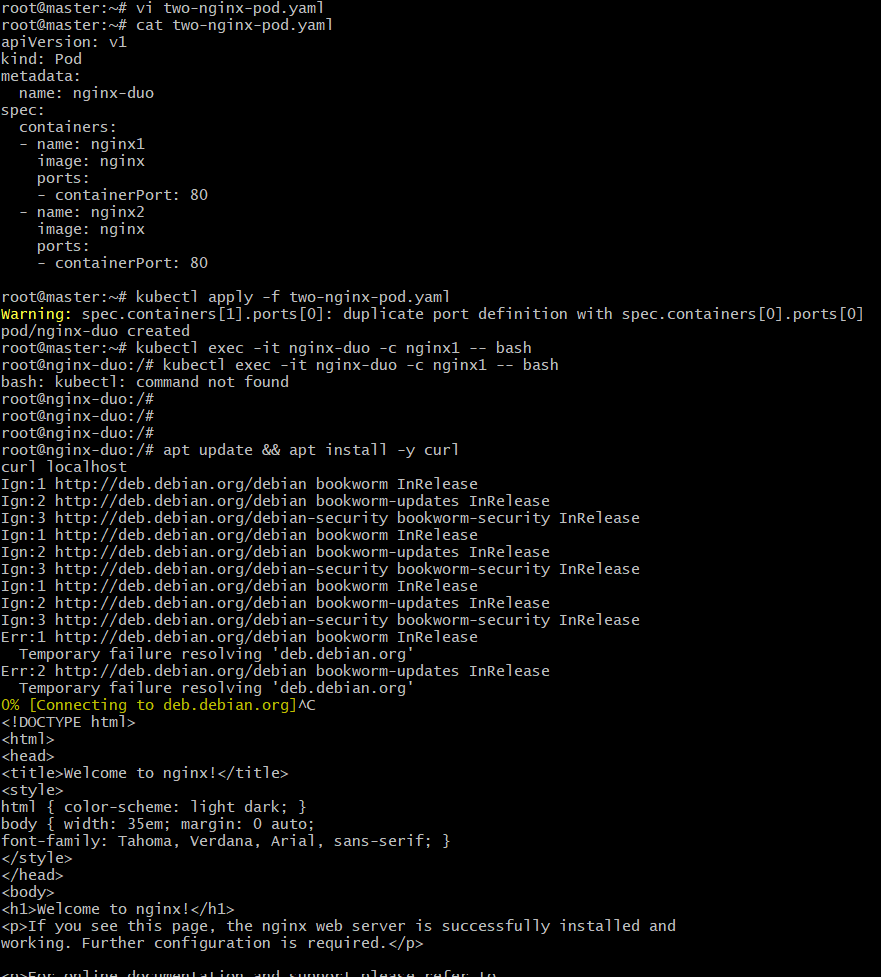 root@master:~# vi two-nginx-pod.yaml
root@master:~# cat two-nginx-pod.yaml
apiVersion: v1
kind: Pod
metadata:
  name: nginx-duo
spec:
  containers:
  - name: nginx1
    image: nginx
    ports:
    - containerPort: 80
  - name: nginx2
    image: nginx
    ports:
    - containerPort: 80

root@master:~# kubectl apply -f two-nginx-pod.yaml
Warning: spec.containers[1].ports[0]: duplicate port definition with spec.containers[0].ports[0]
pod/nginx-duo created
root@master:~# kubectl exec -it nginx-duo -c nginx1 -- bash
root@nginx-duo:/# kubectl exec -it nginx-duo -c nginx1 -- bash
bash: kubectl: command not found
root@nginx-duo:/#
root@nginx-duo:/#
root@nginx-duo:/#
root@nginx-duo:/# apt update && apt install -y curl
curl localhost
Ign:1 http://deb.debian.org/debian bookworm InRelease
Ign:2 http://deb.debian.org/debian bookworm-updates InRelease
Ign:3 http://deb.debian.org/debian-security bookworm-security InRelease
Ign:1 http://deb.debian.org/debian bookworm InRelease
Ign:2 http://deb.debian.org/debian bookworm-updates InRelease
Ign:3 http://deb.debian.org/debian-security bookworm-security InRelease
Ign:1 http://deb.debian.org/debian bookworm InRelease
Ign:2 http://deb.debian.org/debian bookworm-updates InRelease
Ign:3 http://deb.debian.org/debian-security bookworm-security InRelease
Err:1 http://deb.debian.org/debian bookworm InRelease
  Temporary failure resolving 'deb.debian.org'
Err:2 http://deb.debian.org/debian bookworm-updates InRelease
  Temporary failure resolving 'deb.debian.org'
0% [Connecting to deb.debian.org]^C
<!DOCTYPE html>
<html>
<head>
<title>Welcome to nginx!</title>
<style>
html { color-scheme: light dark; }
body { width: 35em; margin: 0 auto;
font-family: Tahoma, Verdana, Arial, sans-serif; }
</style>
</head>
<body>
<h1>Welcome to nginx!</h1>
<p>If you see this page, the nginx web server is successfully installed and
working. Further configuration is required.</p>

<p>For online documentation and support please refer to